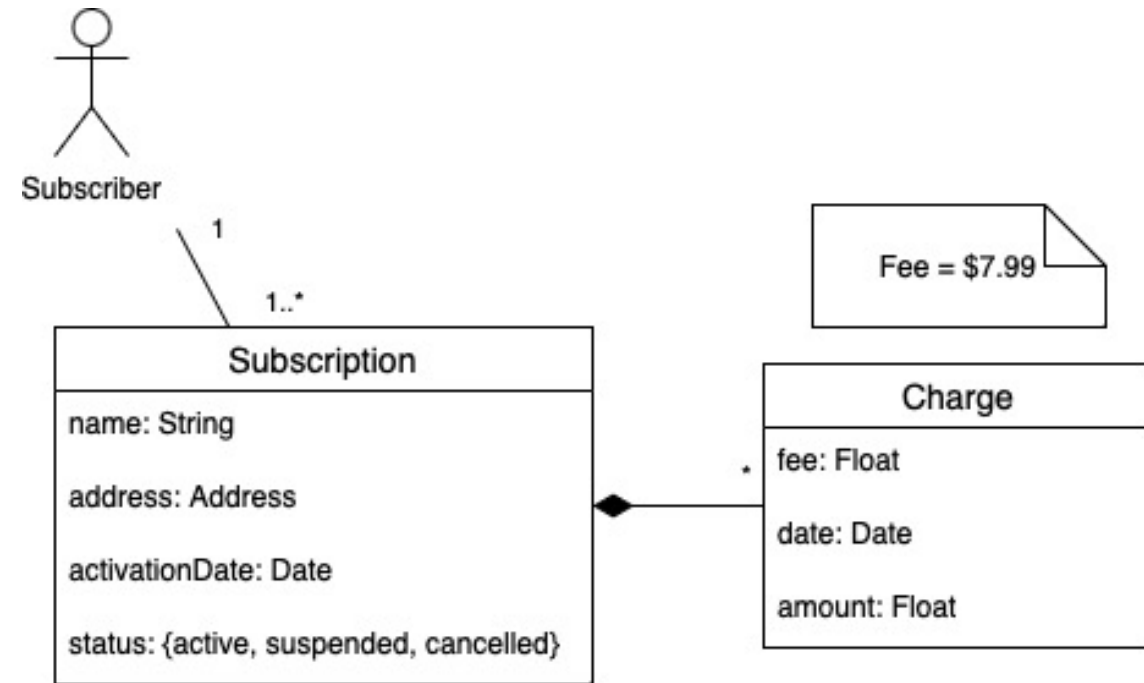 Subscriber
1
1..*
Fee = $7.99
Subscription
name: String
address: Address
activationDate: Date
status: {active, suspended, cancelled}
*
Charge
fee: Float
date: Date
amount: Float